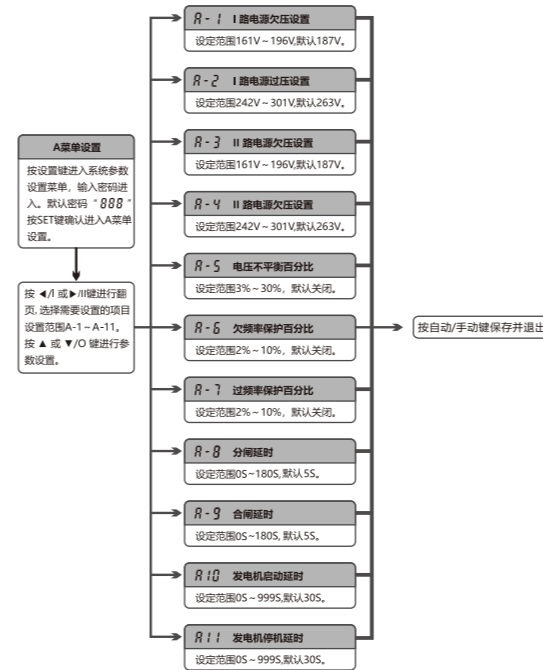 A-1 I 路电源欠压设置
设定范围161V~196V,默认187V。
A-2 I 路电源过压设置
设定范围242V~301V,默认263V。
A-3 II 路电源欠压设置
设定范围161V~196V,默认187V。
A-4 II 路电源欠压设置
设定范围242V~301V,默认263V。
A-5 电压不平衡百分比
设定范围3%~30%，默认关闭。
A-6 欠频率保护百分比
设定范围2%~10%，默认关闭。
A-7 过频率保护百分比
设定范围2%~10%，默认关闭。
A-8 分闸延时
设定范围0S~180S,默认5S。
A-9 合闸延时
设定范围0S~180S,默认5S。
A10 发电机启动延时
设定范围0S~999S,默认30S。
A11 发电机停机延时
设定范围0S~999S,默认30S。
A菜单设置
按设置键进入系统参数
设置菜单，输入密码进
入。默认密码“888”
按SET键确认进入A菜单
设置。
按 ◀/I 或▶/II键进行翻
页,选择需要设置的项目
设置范围A-1~A-11。
按 ▲ 或 ▼/O 键进行参
数设置。
按自动/手动键保存并退出